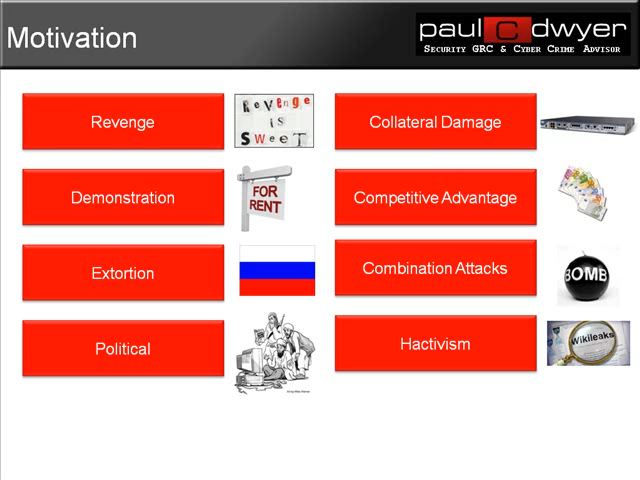 Motivation
paul C dwyer
SECURITY GRC & CYBER CRIME ADVISOR
Revenge
ReVenge
is
SWeeT
Collateral Damage
Demonstration
FOR
RENT
Competitive Advantage
Extortion
Combination Attacks
BOMB
Political
Hactivism
Wikileaks